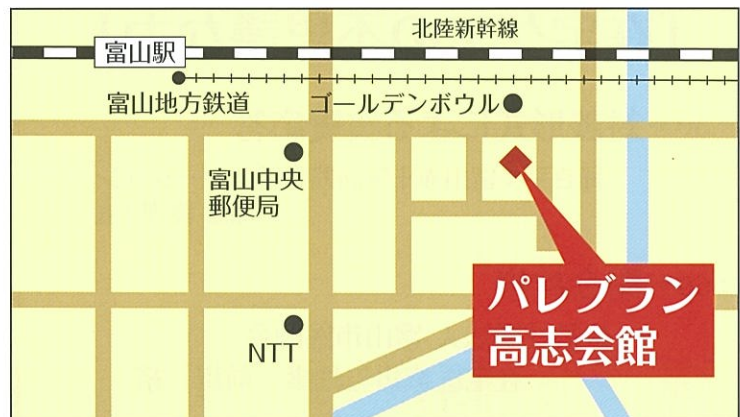 北陸新幹線
富山駅
富山地方鉄道
ゴールデンボウル
富山中央
郵便局
パレブラン
高志会館
NTT